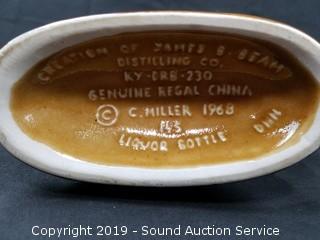 CREATION OF JAMES B. BEAM
DISTILLING CO.
KY-DRB-230
GENUINE REGAL CHINA
© C. MILLER 1968
LIQUOR BOTTLE
Copyright 2019 - Sound Auction Service